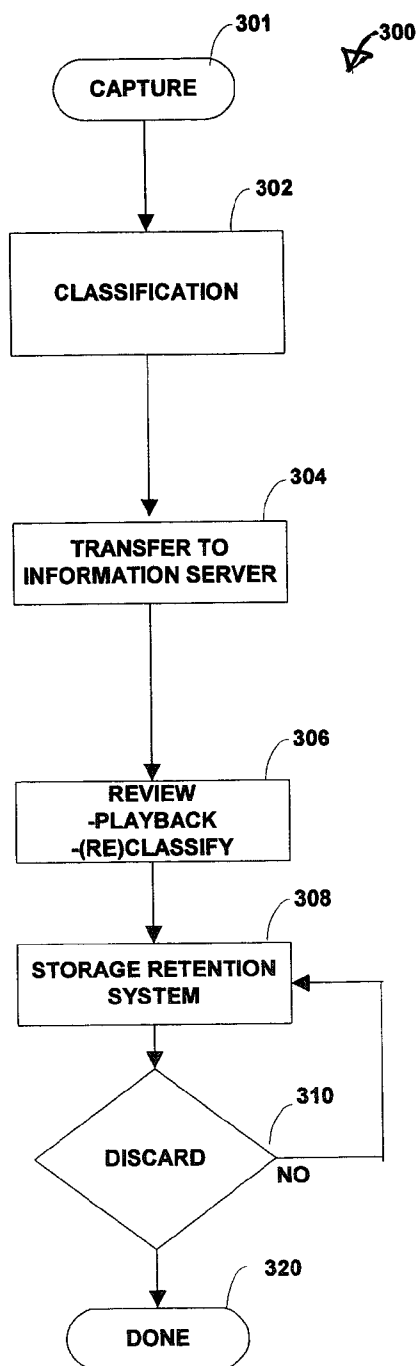 301
300
CAPTURE
302
CLASSIFICATION
304
TRANSFER TO
INFORMATION SERVER
306
REVIEW
-PLAYBACK
-(RE)CLASSIFY
308
STORAGE RETENTION
SYSTEM
310
DISCARD
NO
320
DONE